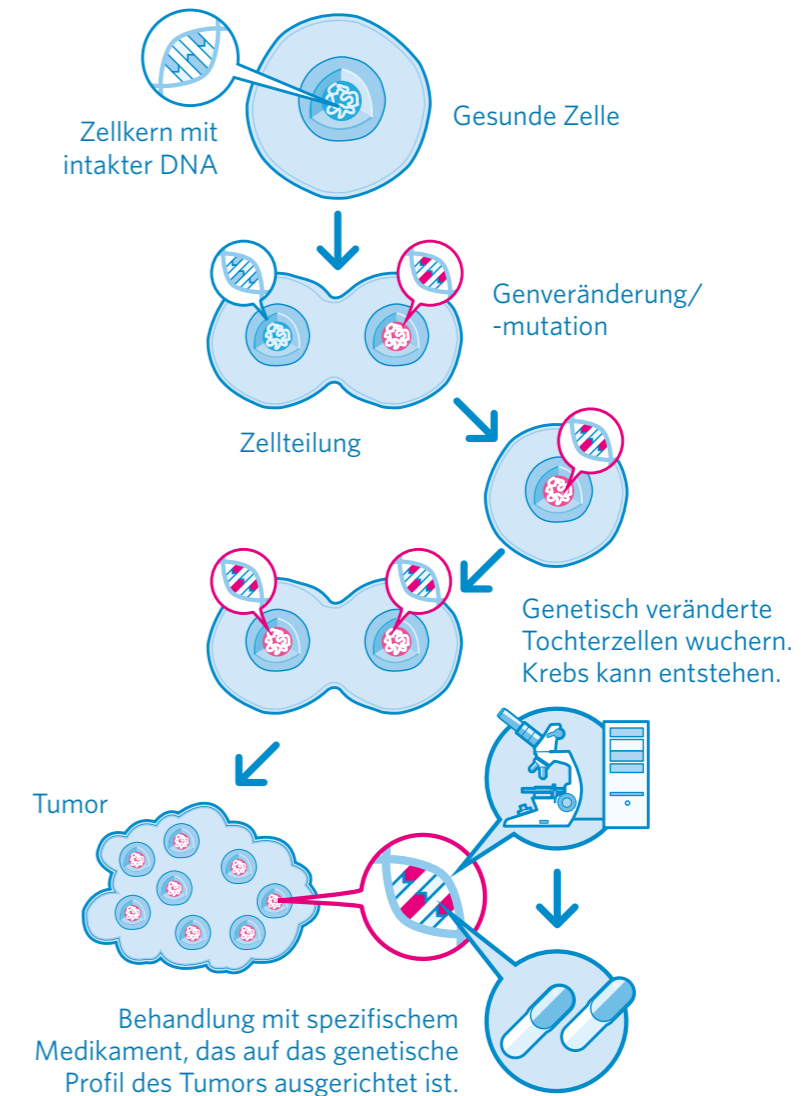 Zellkern mit
intakter DNA
Gesunde Zelle
Genveränderung/
-mutation
Zellteilung
Genetisch veränderte
Tochterzellen wuchern.
Krebs kann entstehen.
Tumor
Behandlung mit spezifischem
Medikament, das auf das genetische
Profil des Tumors ausgerichtet ist.